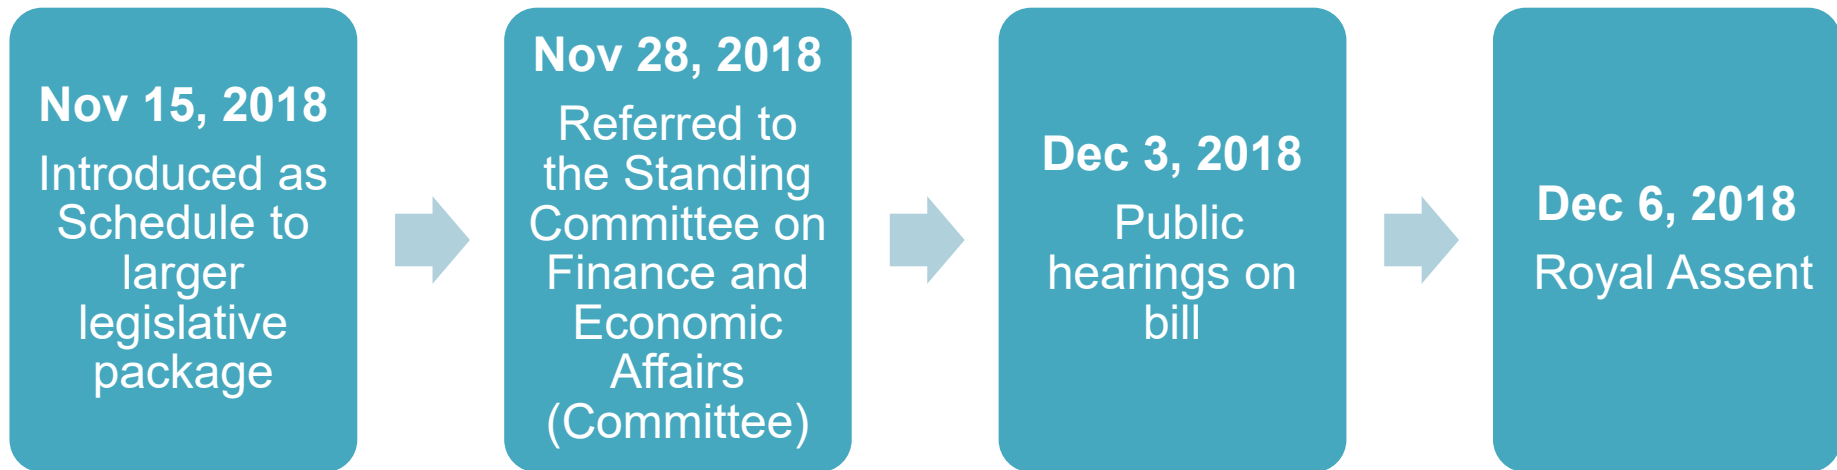 Nov 15, 2018
Introduced as
Schedule to
larger
legislative
package
Nov 28, 2018
Referred to
the Standing
Committee on
Finance and
Economic
Affairs
(Committee)
Dec 3, 2018
Public
hearings on
bill
Dec 6, 2018
Royal Assent